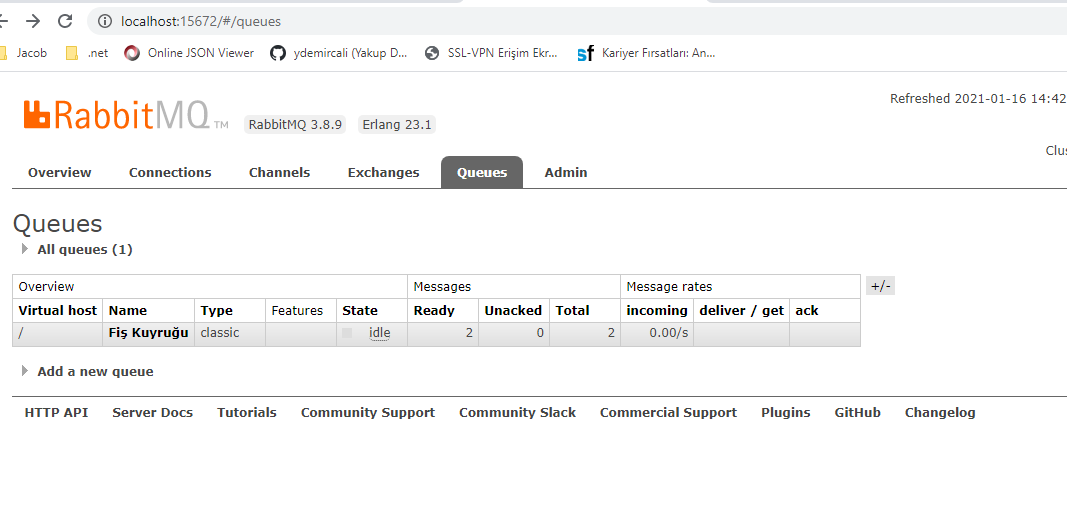 localhost:15672/#/queues
Jacob .net Online JSON Viewer ydemircali (Yakup D... SSL-VPN Erişim Ekr... Kariyer Fırsatları: An...
Refreshed 2021-01-16 14:42
RabbitMQ TM RabbitMQ 3.8.9 Erlang 23.1
Clus
Overview Connections Channels Exchanges Queues Admin
Queues
All queues (1)
Overview Messages Message rates +/-
Virtual host Name Type Features State Ready Unacked Total incoming deliver / get ack
/ Fiş Kuyruğu classic idle 2 0 2 0.00/s
Add a new queue
HTTP API Server Docs Tutorials Community Support Community Slack Commercial Support Plugins GitHub Changelog